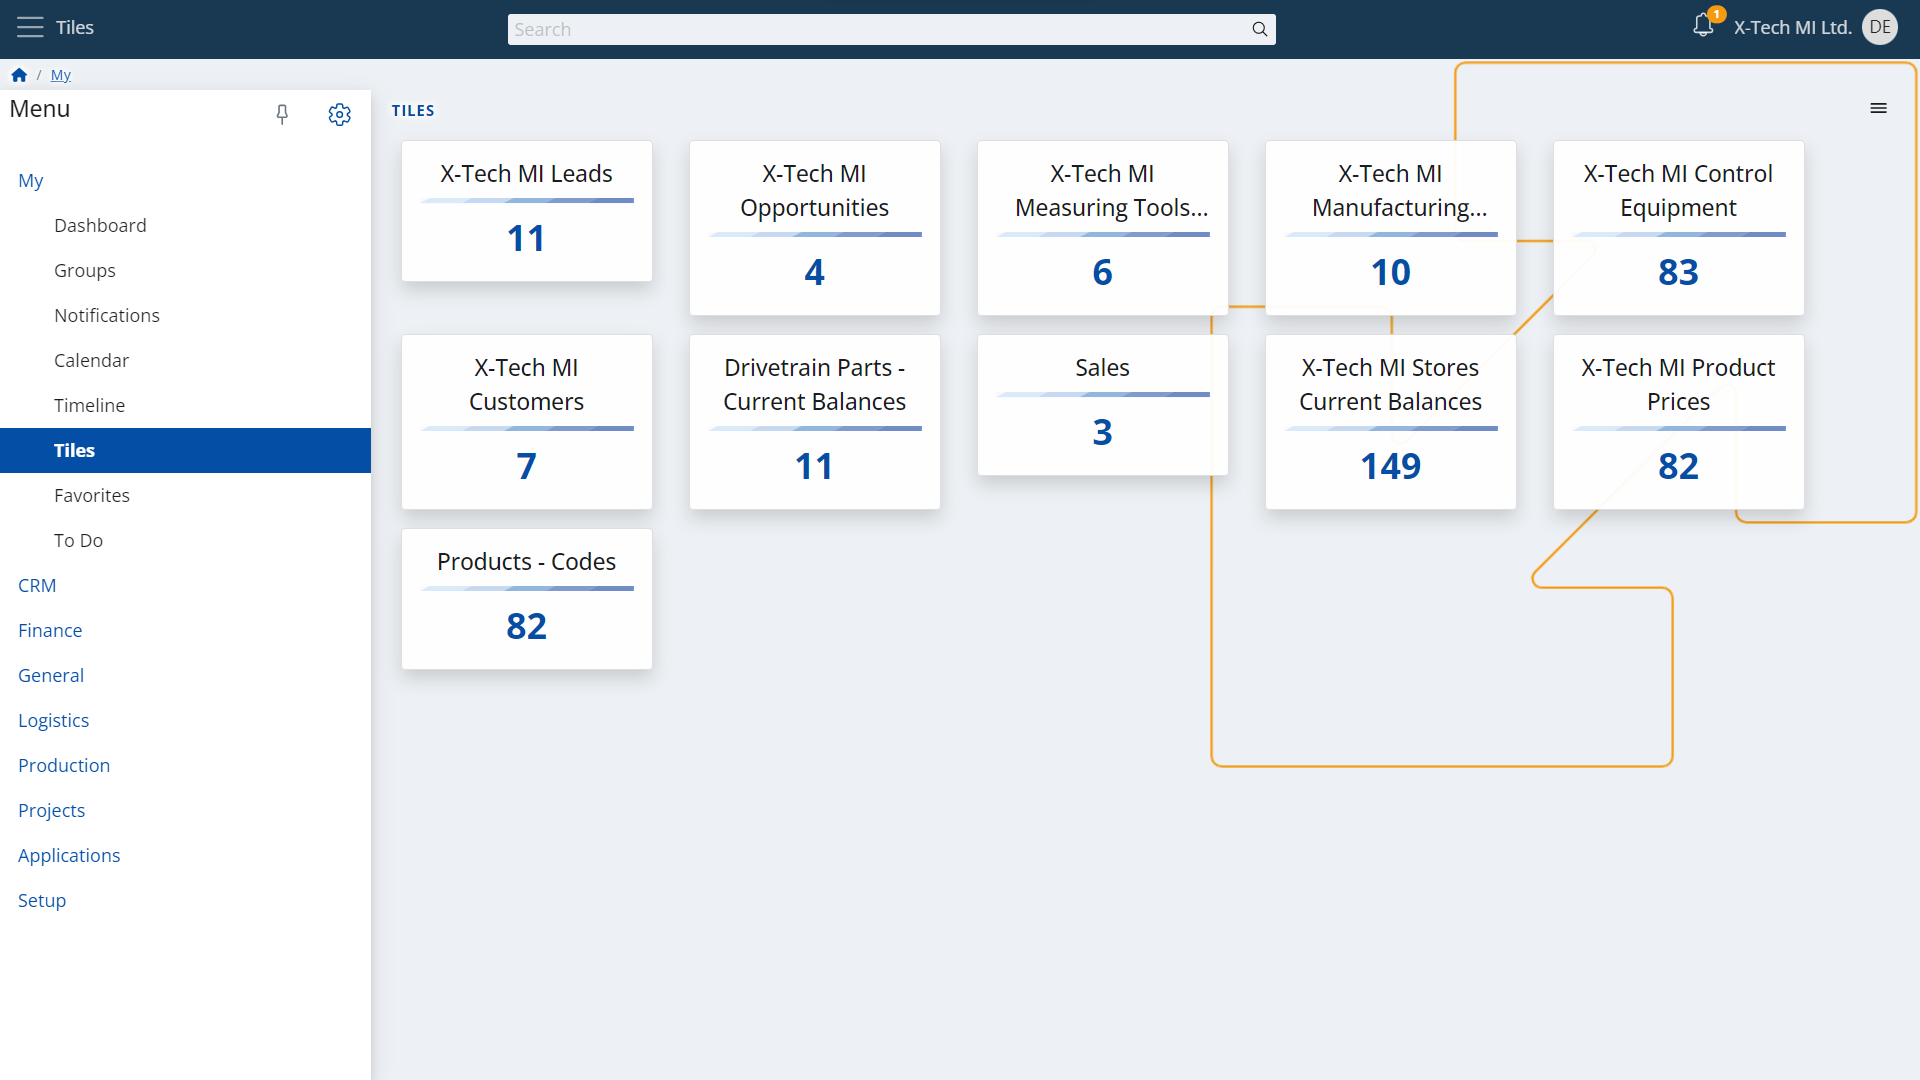 Tiles
Search
1
X-Tech MI Ltd.
DE
/ My
Menu
My
Dashboard
Groups
Notifications
Calendar
Timeline
Tiles
Favorites
To Do
CRM
Finance
General
Logistics
Production
Projects
Applications
Setup
TILES
X-Tech MI Leads
11
X-Tech MI
Opportunities
4
X-Tech MI
Measuring Tools...
6
X-Tech MI
Manufacturing...
10
X-Tech MI Control
Equipment
83
X-Tech MI
Customers
7
Drivetrain Parts -
Current Balances
11
Sales
3
X-Tech MI Stores
Current Balances
149
X-Tech MI Product
Prices
82
Products - Codes
82